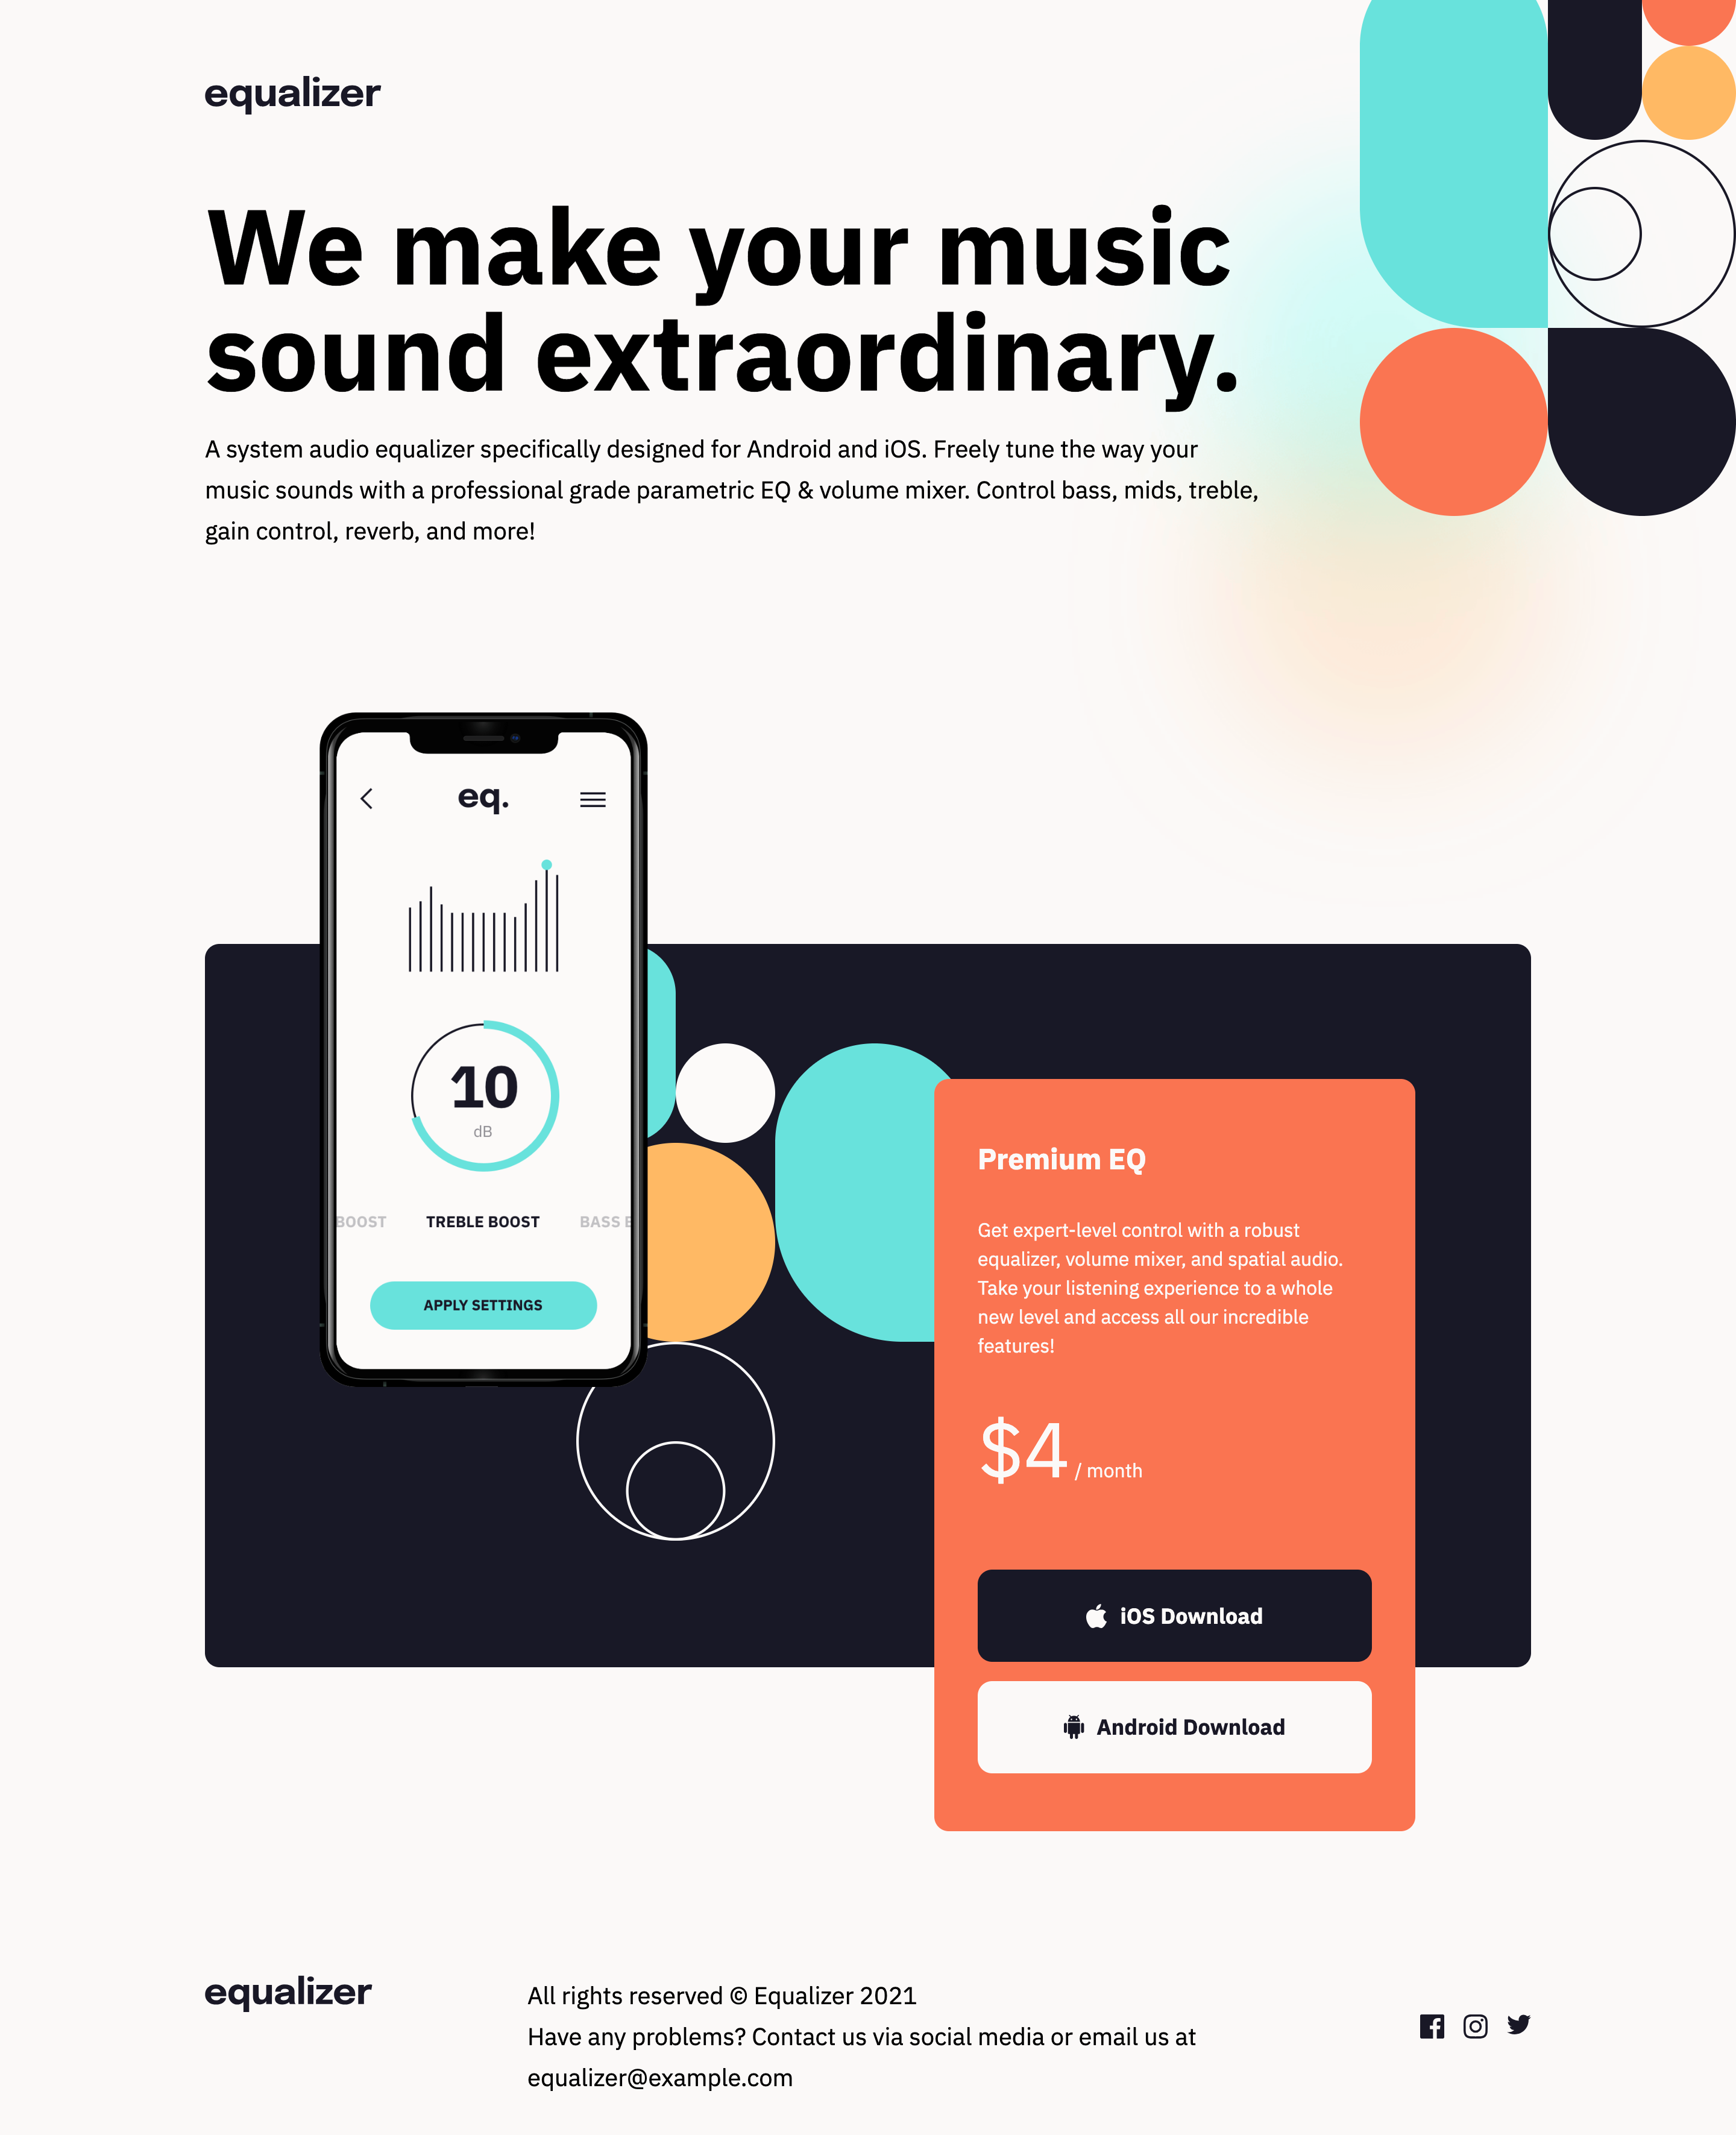 equalizer
We make your music
sound extraordinary.
A system audio equalizer specifically designed for Android and iOS. Freely tune the way your
music sounds with a professional grade parametric EQ & volume mixer. Control bass, mids, treble,
gain control, reverb, and more!
eq.
10
dB
BOOST TREBLE BOOST BASS B
APPLY SETTINGS
Premium EQ
Get expert-level control with a robust
equalizer, volume mixer, and spatial audio.
Take your listening experience to a whole
new level and access all our incredible
features!
$4 / month
iOS Download
Android Download
equalizer
All rights reserved © Equalizer 2021
Have any problems? Contact us via social media or email us at
equalizer@example.com